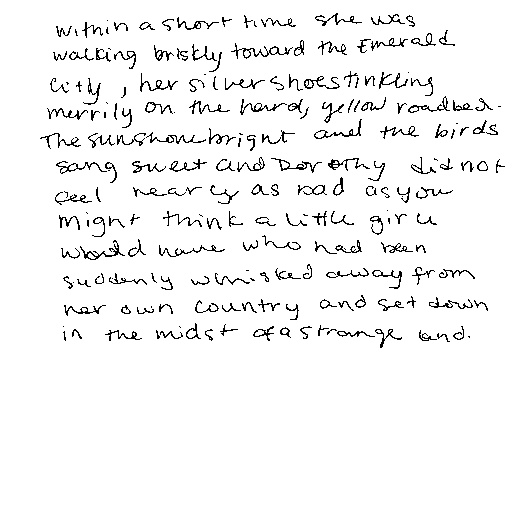 within a short time she was
walking briskly toward the Emerald
City, her silver shoes tinkling
merrily on the hard, yellow roadbed.
The sun shone bright and the birds
sang sweet and Dorothy did not
feel nearly as bad as you
might think a little girl
would have who had been
suddenly whisked away from
her own country and set down
in the midst of a strange land.